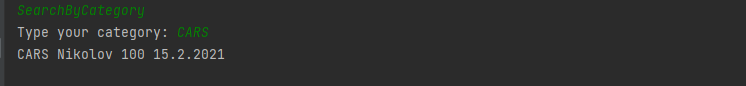 SearchByCategory
Type your category: CARS
CARS Nikolov 100 15.2.2021